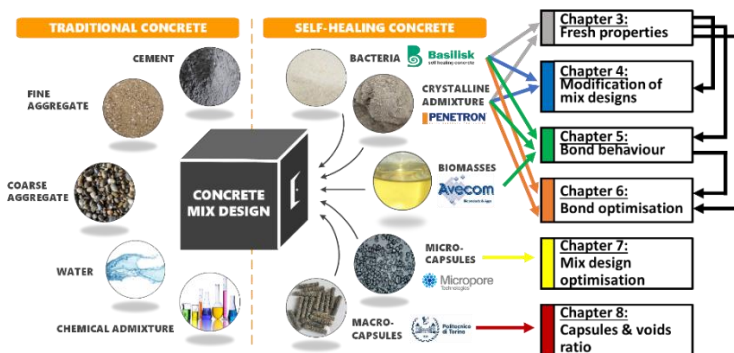 TRADITIONAL CONCRETE
CEMENT
FINE
AGGREGATE
COARSE
AGGREGATE
WATER
CHEMICAL ADMIXTURE
CONCRETE
MIX DESIGN
SELF-HEALING CONCRETE
BACTERIA
Basilisk
self healing concrete
CRYSTALLINE
ADMIXTURE
PENETRON
BIOMASSES
Avecom
MICRO-
CAPSULES
Micropore
Technologies
MACRO-
CAPSULES
Politecnico
di Torino
Chapter 3:
Fresh properties
Chapter 4:
Modification of
mix designs
Chapter 5:
Bond behaviour
Chapter 6:
Bond optimisation
Chapter 7:
Mix design
optimisation
Chapter 8:
Capsules & voids
ratio